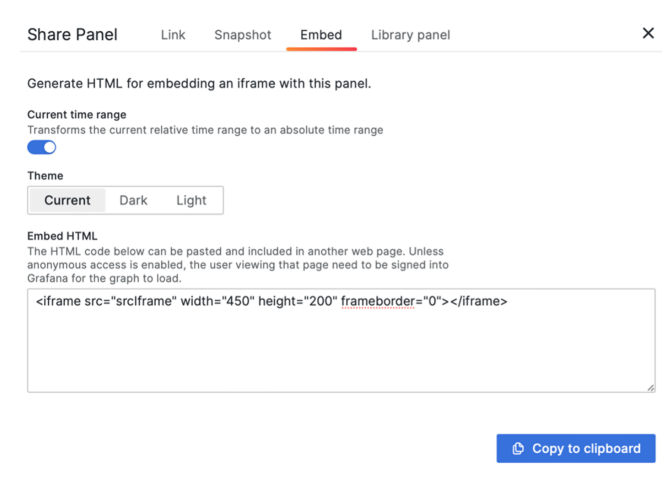 Share Panel Link Snapshot Embed Library panel
Generate HTML for embedding an iframe with this panel.
Current time range
Transforms the current relative time range to an absolute time range
Theme
Current Dark Light
Embed HTML
The HTML code below can be pasted and included in another web page. Unless
anonymous access is enabled, the user viewing that page need to be signed into
Grafana for the graph to load.
<iframe src="srcIframe" width="450" height="200" frameborder="0"></iframe>
Copy to clipboard